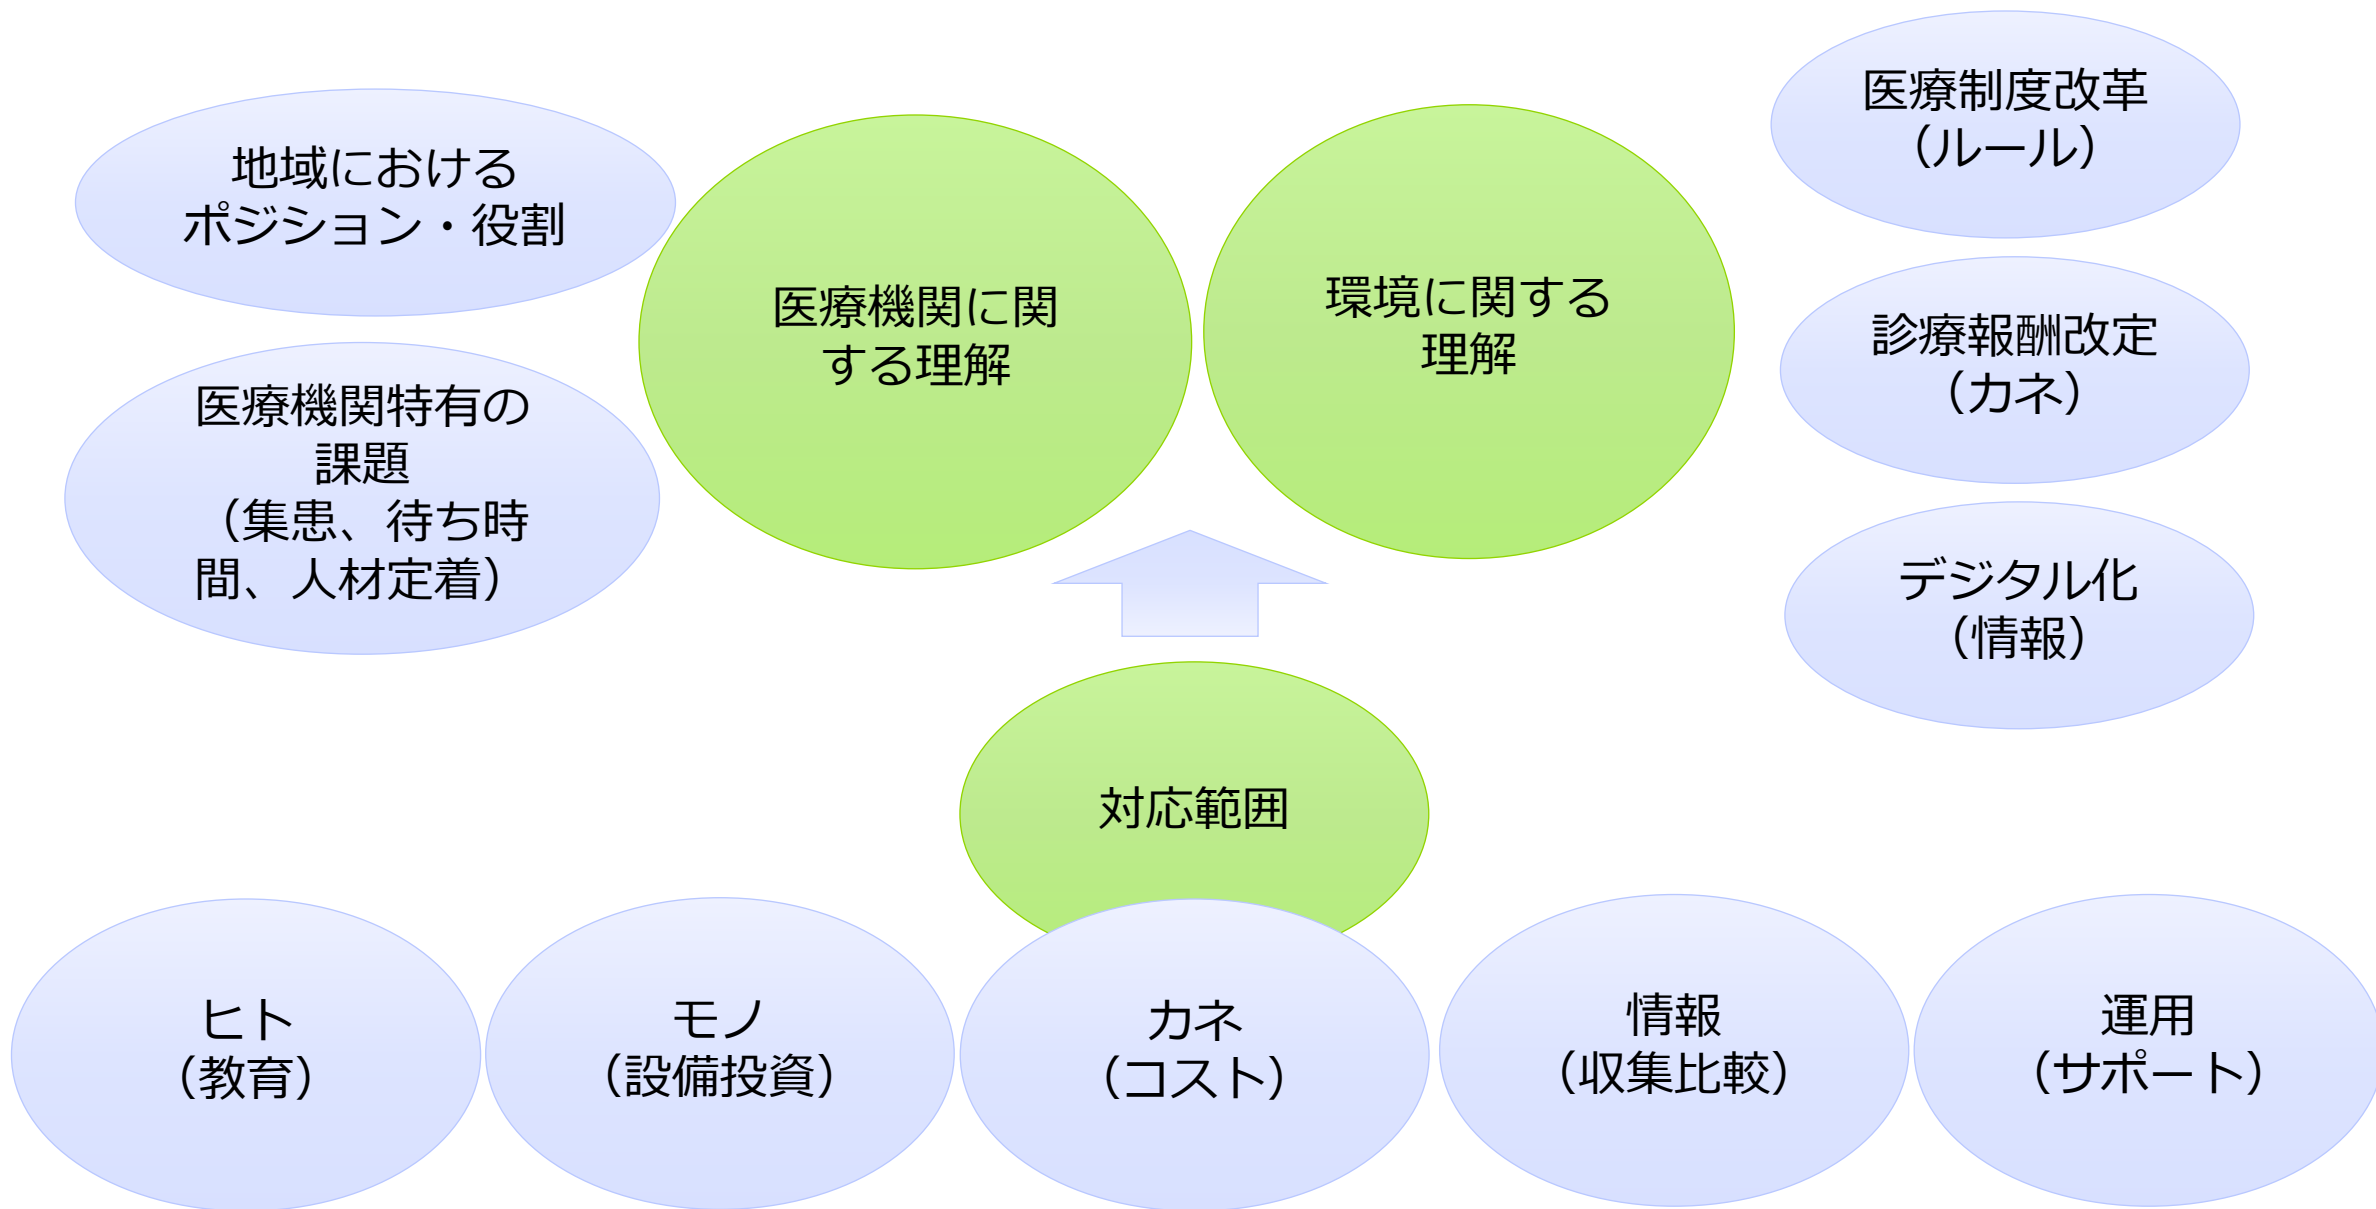 地域における
ポジション・役割
医療機関特有の
課題
（集患、待ち時
間、人材定着）
医療機関に関
する理解
環境に関する
理解
医療制度改革
（ルール）
診療報酬改定
（カネ）
デジタル化
（情報）
対応範囲
ヒト
（教育）
モノ
（設備投資）
カネ
（コスト）
情報
（収集比較）
運用
（サポート）